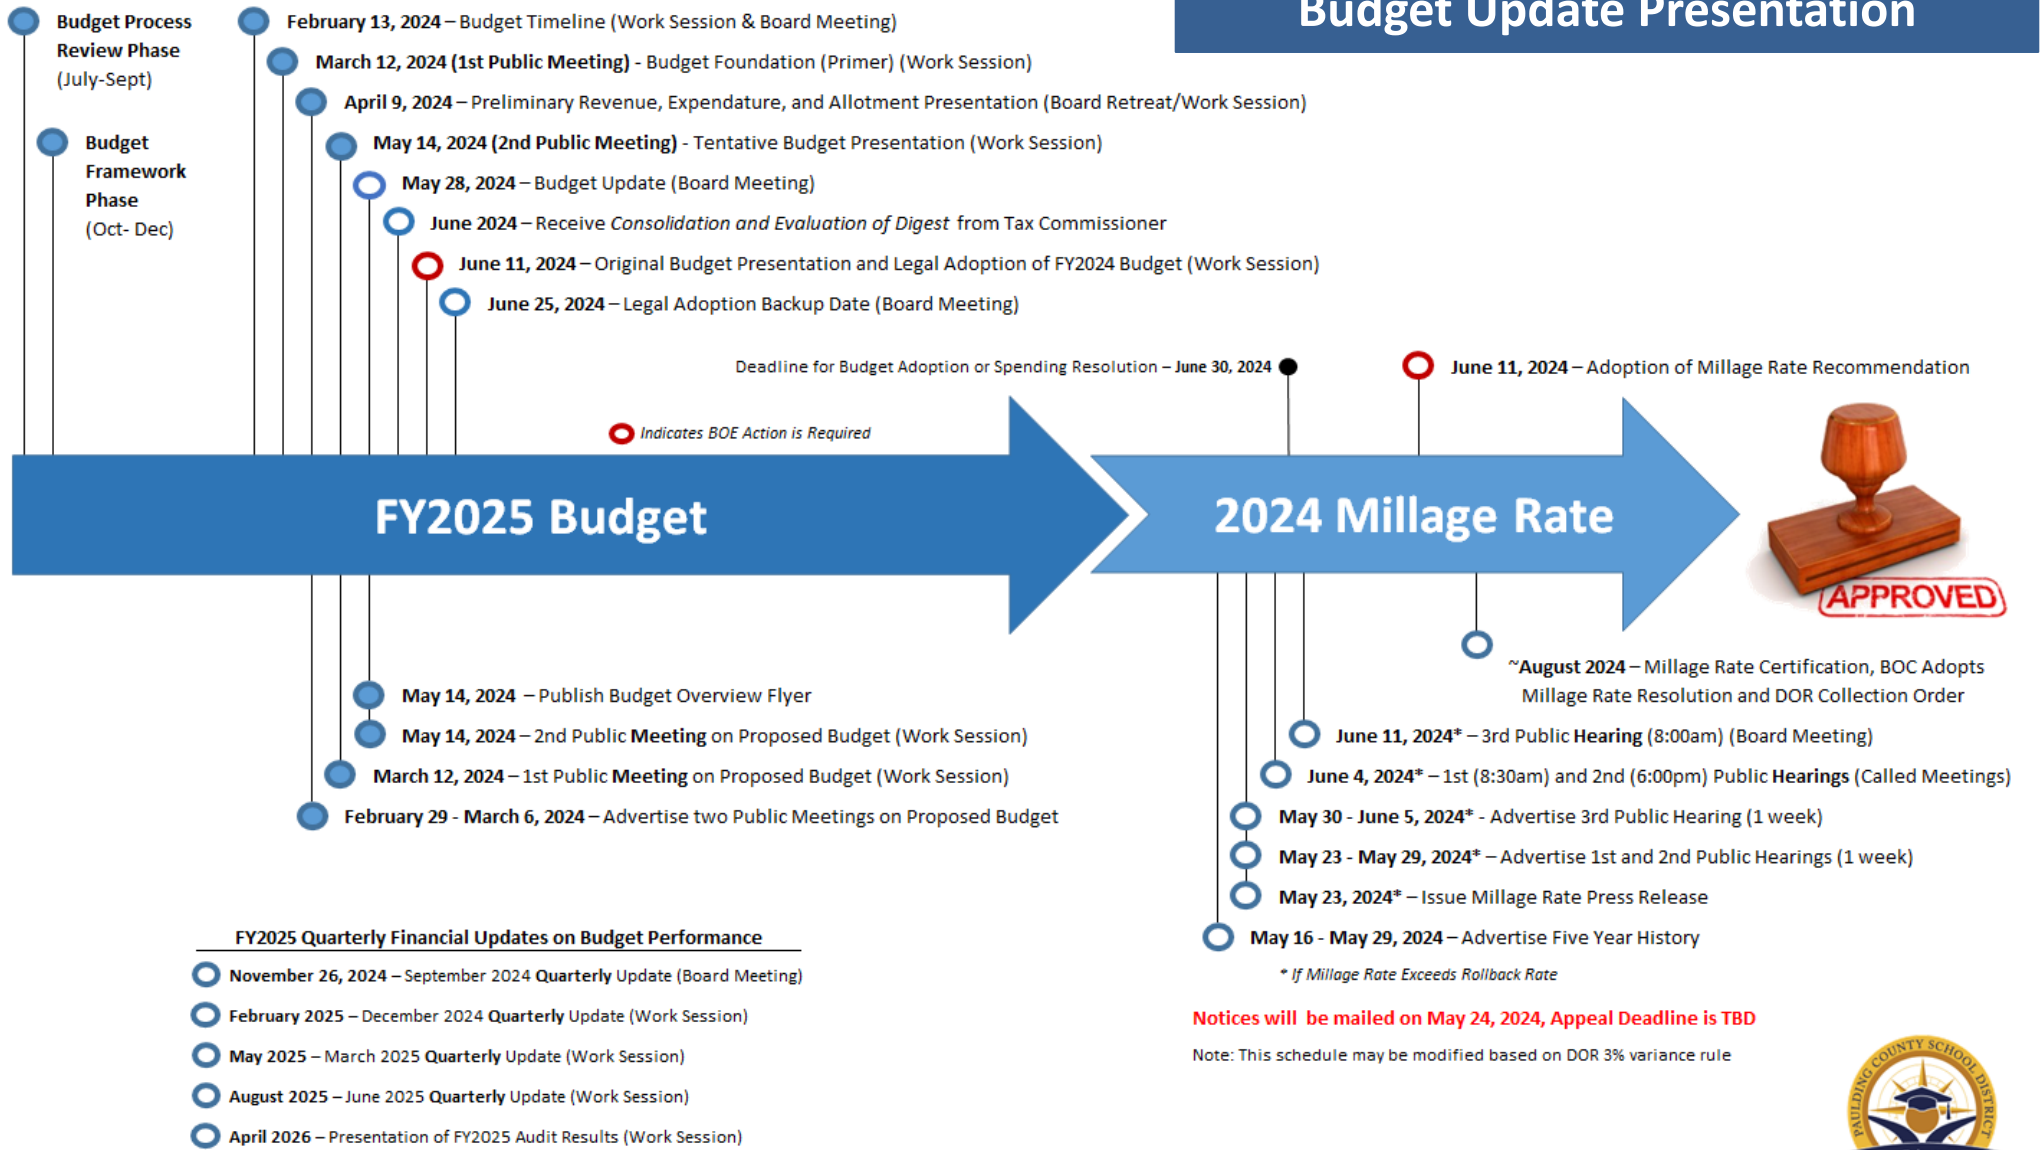 Budget Update Presentation
Budget Process
Review Phase
(July-Sept)
Budget
Framework
Phase
(Oct- Dec)
February 13, 2024 – Budget Timeline (Work Session & Board Meeting)
March 12, 2024 (1st Public Meeting) - Budget Foundation (Primer) (Work Session)
April 9, 2024 – Preliminary Revenue, Expenditure, and Allotment Presentation (Board Retreat/Work Session)
May 14, 2024 (2nd Public Meeting) - Tentative Budget Presentation (Work Session)
May 28, 2024 – Budget Update (Board Meeting)
June 2024 – Receive Consolidation and Evaluation of Digest from Tax Commissioner
June 11, 2024 – Original Budget Presentation and Legal Adoption of FY2024 Budget (Work Session)
June 25, 2024 – Legal Adoption Backup Date (Board Meeting)
Deadline for Budget Adoption or Spending Resolution – June 30, 2024
June 11, 2024 – Adoption of Millage Rate Recommendation
Indicates BOE Action is Required
FY2025 Budget
2024 Millage Rate
APPROVED
May 14, 2024 – Publish Budget Overview Flyer
May 14, 2024 – 2nd Public Meeting on Proposed Budget (Work Session)
March 12, 2024 – 1st Public Meeting on Proposed Budget (Work Session)
February 29 - March 6, 2024 – Advertise two Public Meetings on Proposed Budget
~August 2024 – Millage Rate Certification, BOC Adopts
Millage Rate Resolution and DOR Collection Order
June 11, 2024* – 3rd Public Hearing (8:00am) (Board Meeting)
June 4, 2024* – 1st (8:30am) and 2nd (6:00pm) Public Hearings (Called Meetings)
May 30 - June 5, 2024* - Advertise 3rd Public Hearing (1 week)
May 23 - May 29, 2024* – Advertise 1st and 2nd Public Hearings (1 week)
May 23, 2024* – Issue Millage Rate Press Release
May 16 - May 29, 2024 – Advertise Five Year History
* If Millage Rate Exceeds Rollback Rate
Notices will be mailed on May 24, 2024, Appeal Deadline is TBD
Note: This schedule may be modified based on DOR 3% variance rule
FY2025 Quarterly Financial Updates on Budget Performance
November 26, 2024 – September 2024 Quarterly Update (Board Meeting)
February 2025 – December 2024 Quarterly Update (Work Session)
May 2025 – March 2025 Quarterly Update (Work Session)
August 2025 – June 2025 Quarterly Update (Work Session)
April 2026 – Presentation of FY2025 Audit Results (Work Session)
PAULDING COUNTY SCHOOL DISTRICT